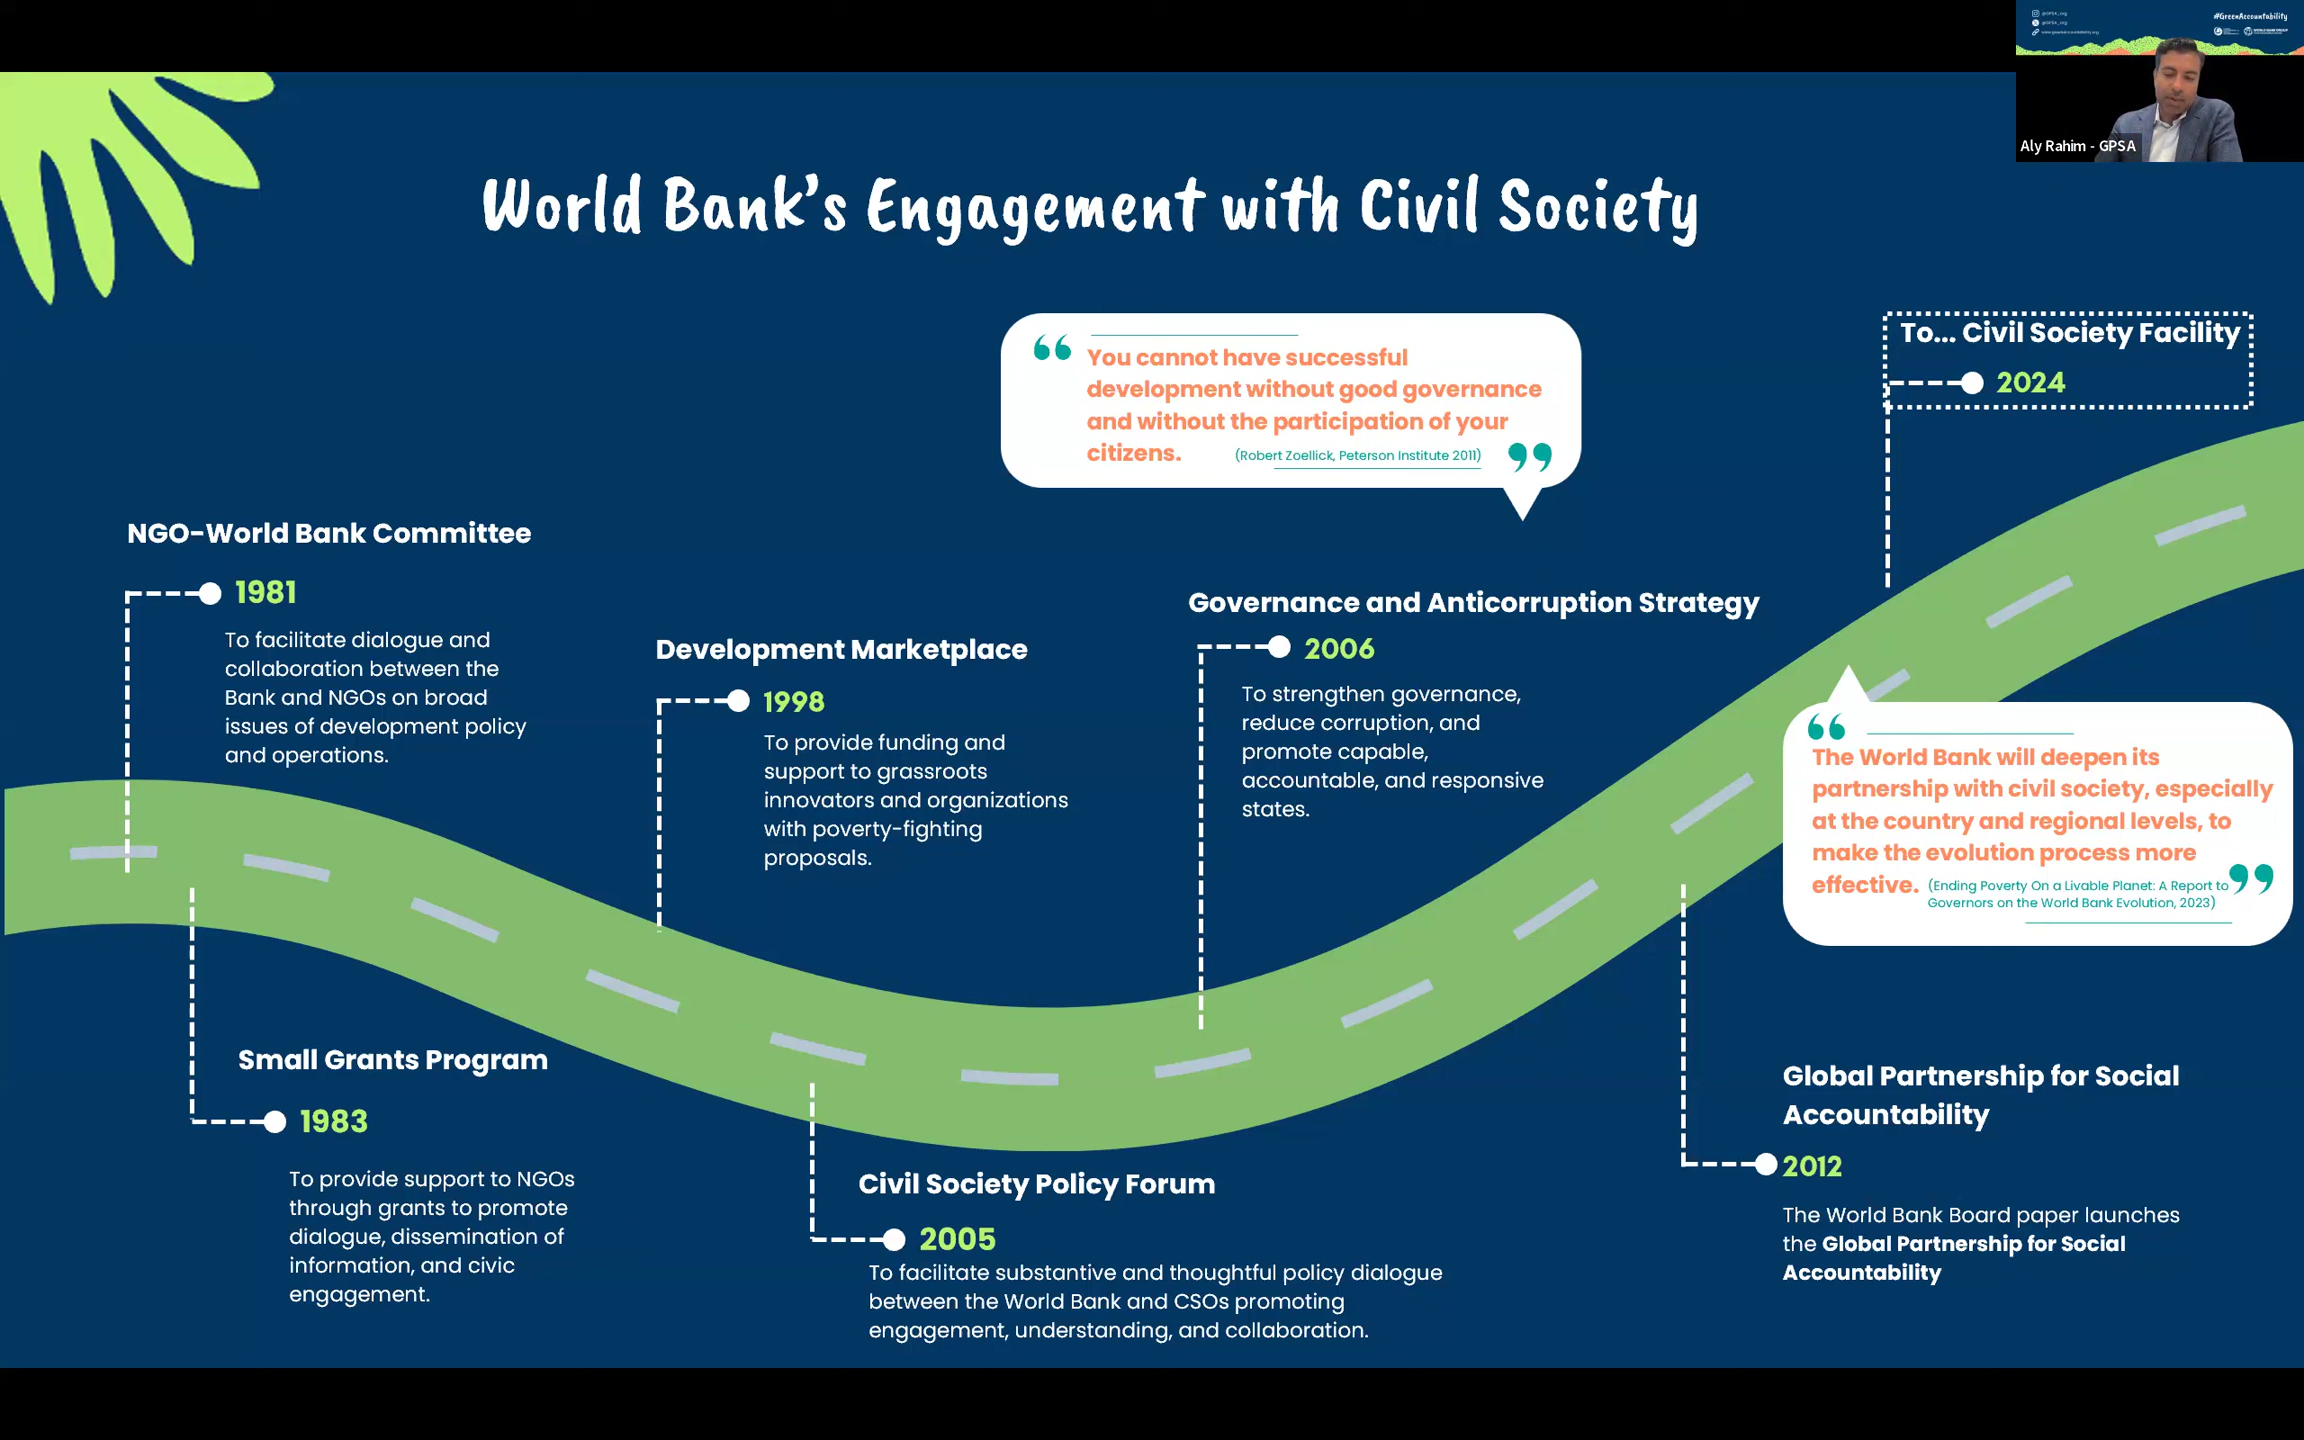 @GPSA_org
@GPSA_org
www.greenaccountability.org
#GreenAccountability
WORLD BANK GROUP
Aly Rahim - GPSA
World Bank’s Engagement with Civil Society
“ You cannot have successful
development without good governance
and without the participation of your
citizens. (Robert Zoellick, Peterson Institute 2011) ”
To... Civil Society Facility
2024
NGO-World Bank Committee
1981
To facilitate dialogue and
collaboration between the
Bank and NGOs on broad
issues of development policy
and operations.
Development Marketplace
1998
To provide funding and
support to grassroots
innovators and organizations
with poverty-fighting
proposals.
Governance and Anticorruption Strategy
2006
To strengthen governance,
reduce corruption, and
promote capable,
accountable, and responsive
states.
“
The World Bank will deepen its
partnership with civil society, especially
at the country and regional levels, to
make the evolution process more
effective. (Ending Poverty On a Livable Planet: A Report to ”
Governors on the World Bank Evolution, 2023)
Small Grants Program
1983
To provide support to NGOs
through grants to promote
dialogue, dissemination of
information, and civic
engagement.
Civil Society Policy Forum
2005
To facilitate substantive and thoughtful policy dialogue
between the World Bank and CSOs promoting
engagement, understanding, and collaboration.
Global Partnership for Social
Accountability
2012
The World Bank Board paper launches
the Global Partnership for Social
Accountability